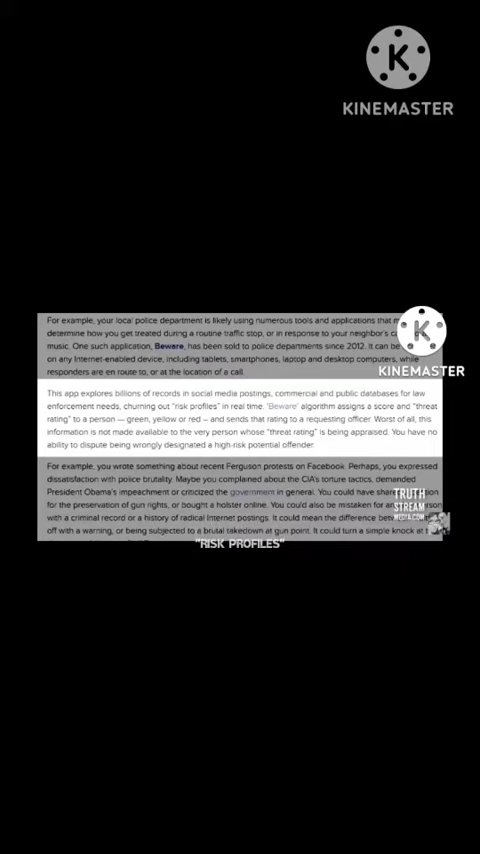 KINEMASTER
For example, your local police department is likely using numerous tools and applications that
determine how you get treated during a routine traffic stop, or in response to your neighbor's
music. One such application, Beware, has been sold to police departments since 2012. It can be
on any Internet-enabled device, including tablets, smartphones, laptop and desktop computers, while
responders are en route to, or at the location of a call.
KINEMASTER
This app explores billions of records in social media postings, commercial and public databases for law
enforcement needs, churning out "risk profiles" in real time. 'Beware' algorithm assigns a score and "threat
rating" to a person — green, yellow or red — and sends that rating to a requesting officer. Worst of all, this
information is not made available to the very person whose "threat rating" is being appraised. You have no
ability to dispute being wrongly designated a high-risk potential offender.
For example, you wrote something about recent Ferguson protests on Facebook. Perhaps, you expressed
dissatisfaction with police brutality. Maybe you complained about the CIA's torture tactics, demanded
President Obama's impeachment or criticized the government in general. You could have
for the preservation of gun rights, or bought a holster online. You could also be mistaken for
with a criminal record or a history of radical Internet postings. It could mean the difference
off with a warning, or being subjected to a brutal takedown at gun point. It could turn a simple knock at
TRUTH
STREAM
MEDIA.COM
"RISK PROFILES"